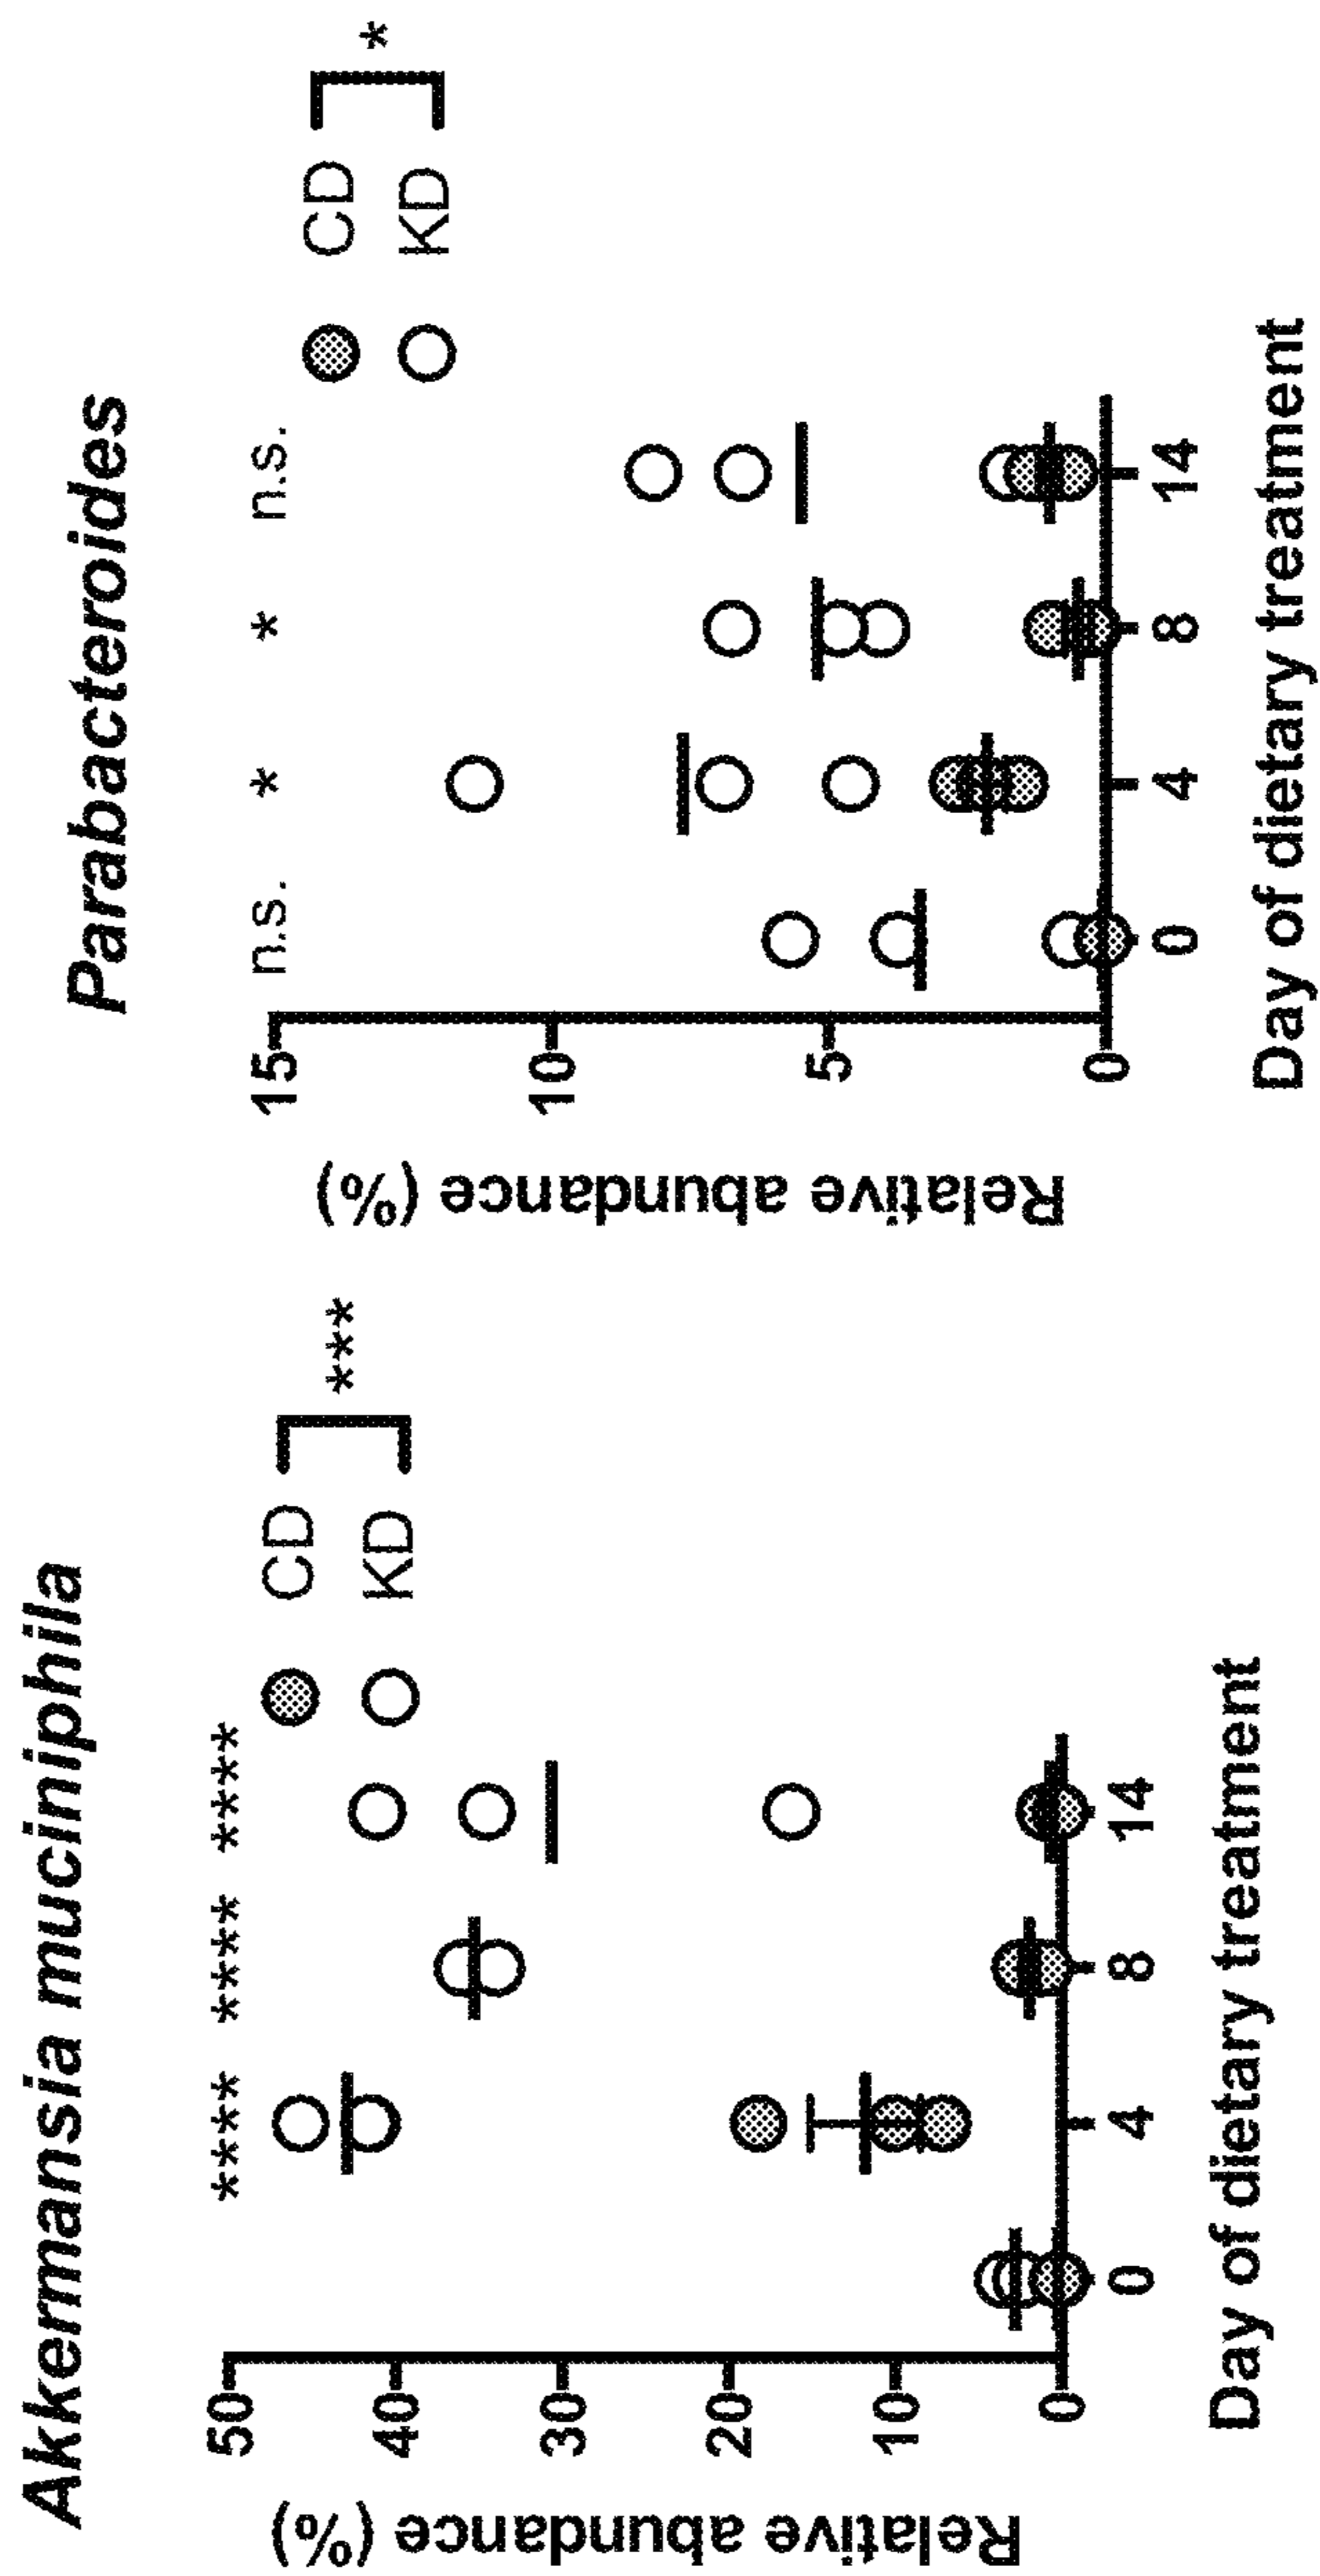 Akkermansia muciniphila
**** **** ****
CD
KD
***
50
40
30
20
10
0
Relative abundance (%)
0 4 8 14
Day of dietary treatment
Parabacteroides
n.s. * * n.s.
CD
KD
*
15
10
5
0
Relative abundance (%)
0 4 8 14
Day of dietary treatment